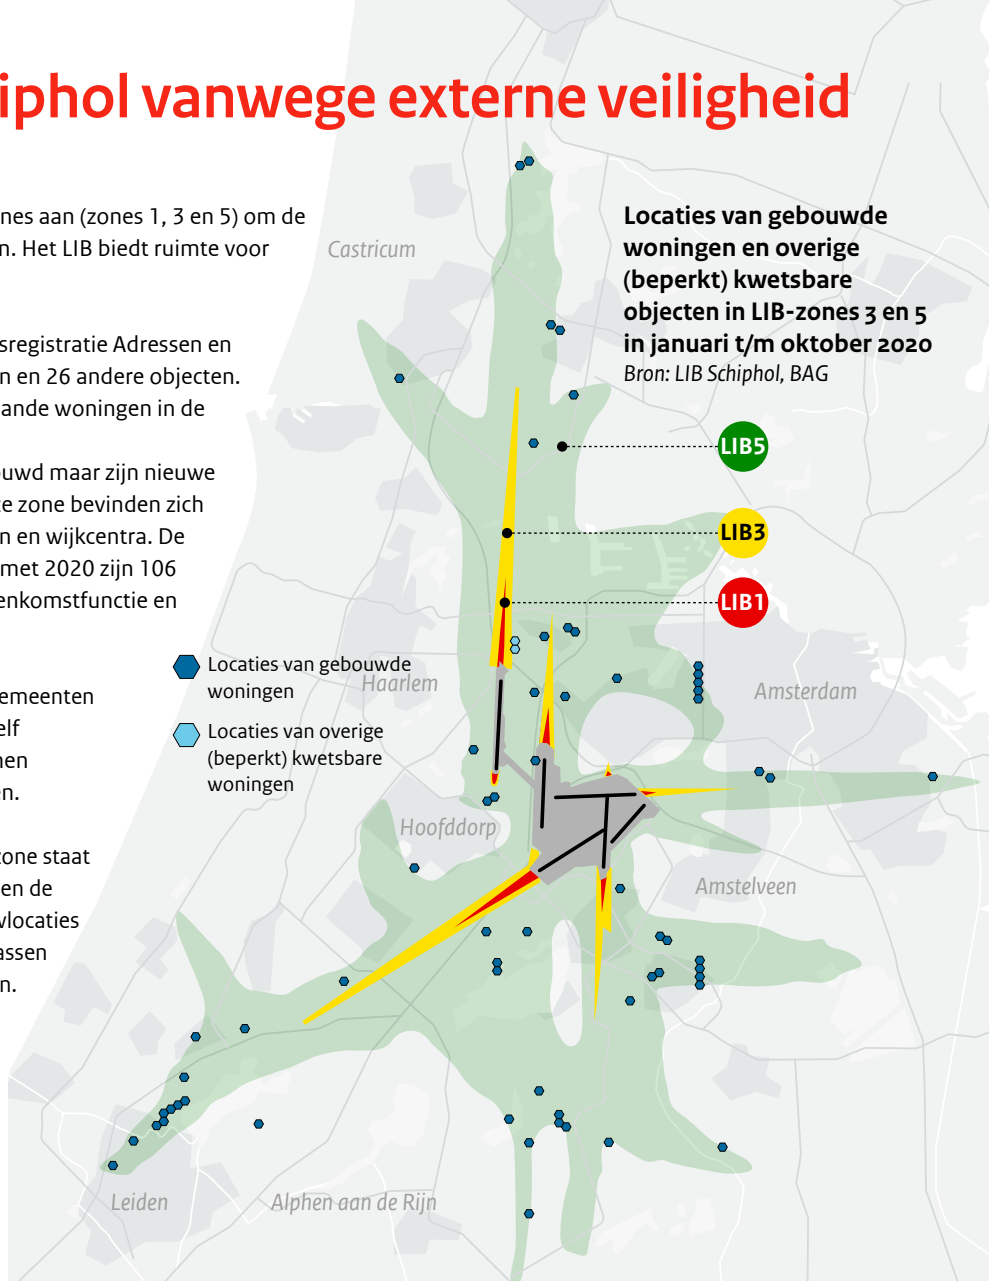 iphol vanwege externe veiligheid
nes aan (zones 1, 3 en 5) om de
n. Het LIB biedt ruimte voor
sregistratie Adressen en
n en 26 andere objecten.
ande woningen in de
ouwd maar zijn nieuwe
ze zone bevinden zich
n en wijkcentra. De
met 2020 zijn 106
enkomstfunctie en
emeenten
elf
nen
en.
zone staat
en de
wlocaties
assen
n.
Locaties van gebouwde
woningen en overige
(beperkt) kwetsbare
objecten in LIB-zones 3 en 5
in januari t/m oktober 2020
Bron: LIB Schiphol, BAG
LIB5
LIB3
LIB1
Locaties van gebouwde
woningen
Locaties van overige
(beperkt) kwetsbare
woningen
Castricum
Haarlem
Amsterdam
Hoofddorp
Amstelveen
Leiden
Alphen aan de Rijn